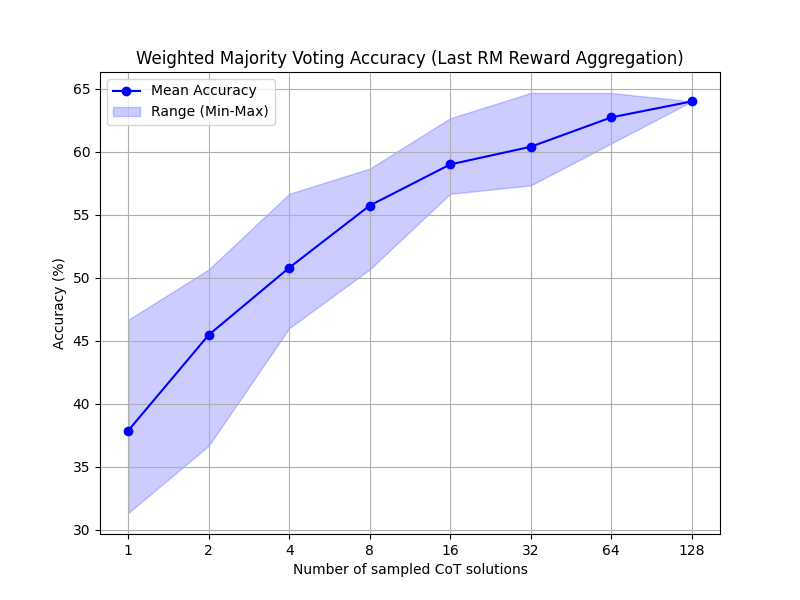 Weighted Majority Voting Accuracy (Last RM Reward Aggregation)
Mean Accuracy
Range (Min-Max)
Accuracy (%)
65
60
55
50
45
40
35
30
1 2 4 8 16 32 64 128
Number of sampled CoT solutions